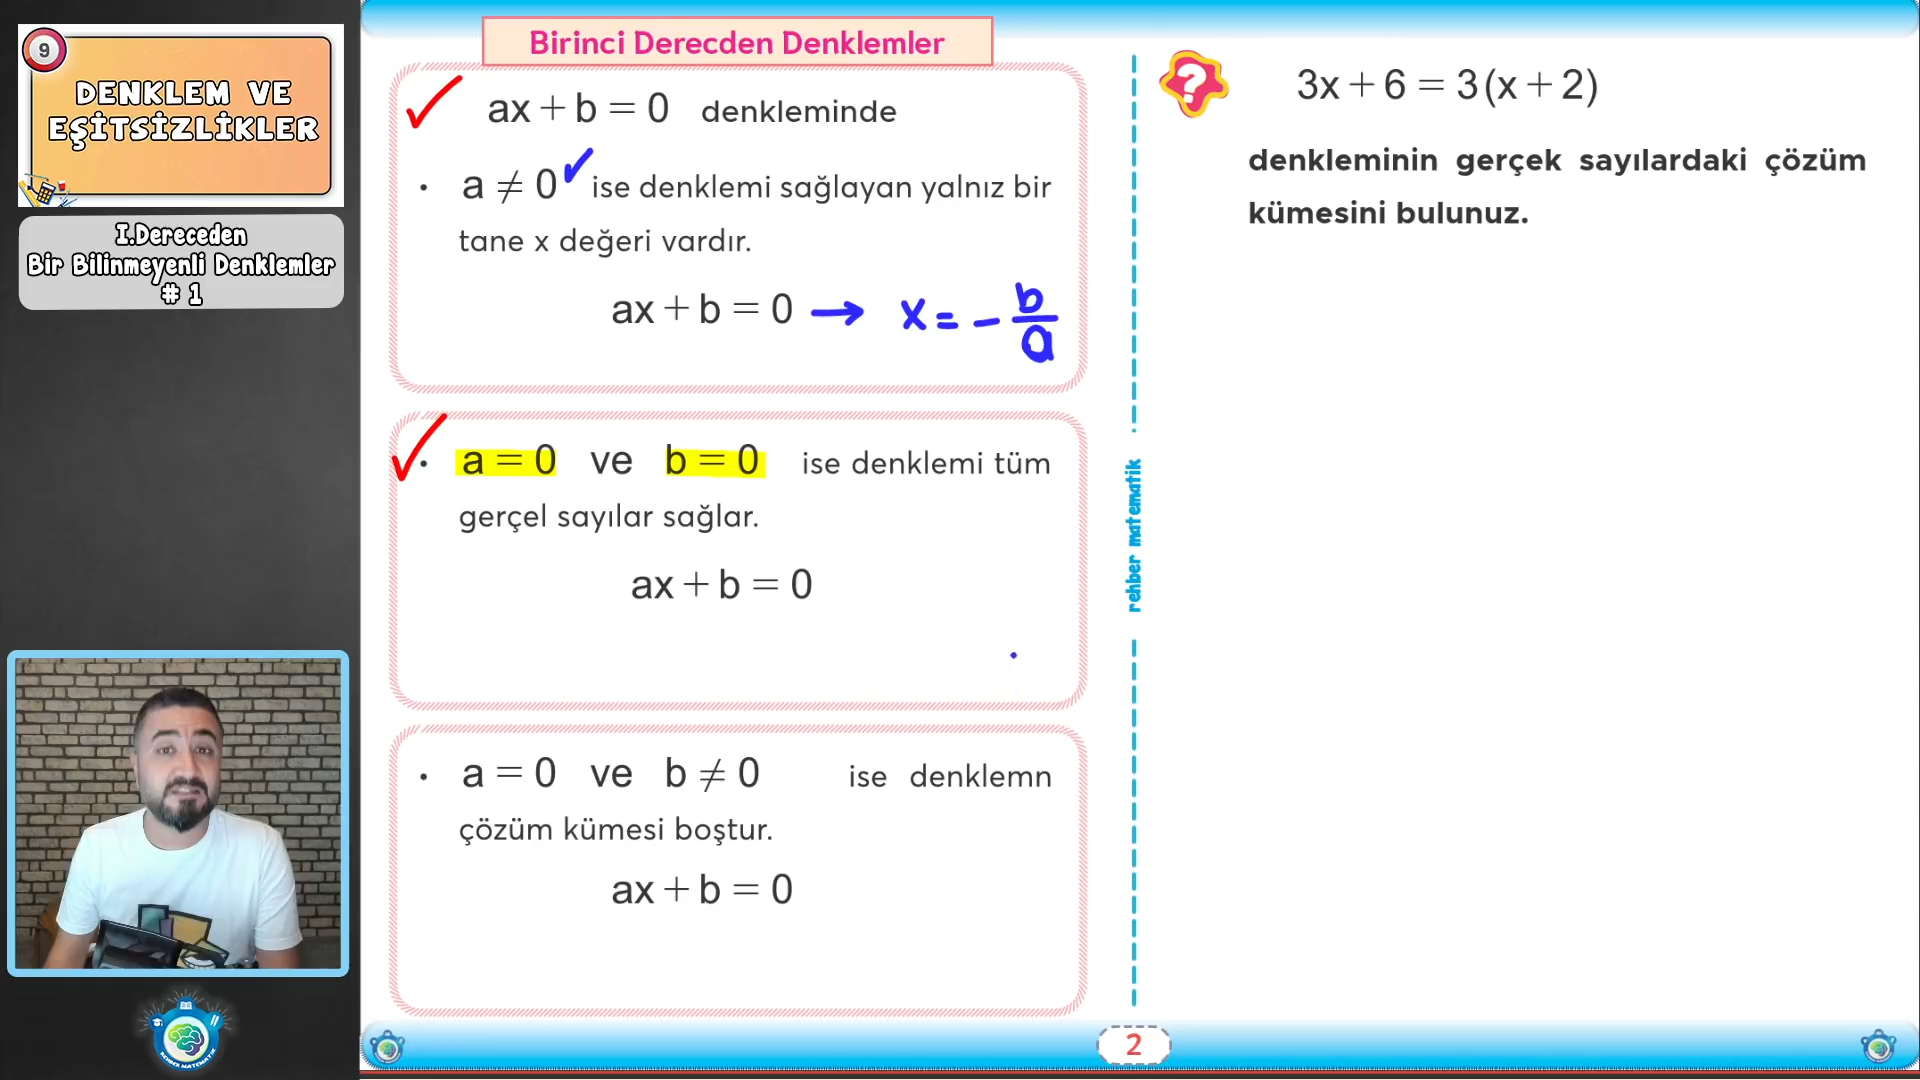 9
DENKLEM VE
EŞİTSİZLİKLER
I.Dereceden
Bir Bilinmeyenli Denklemler
# 1
Birinci Derecden Denklemler
ax + b = 0 denkleminde
• a ≠ 0 ise denklemi sağlayan yalnız bir
tane x değeri vardır.
ax + b = 0 → x = - b/a
• a = 0 ve b = 0 ise denklemi tüm
gerçel sayılar sağlar.
ax + b = 0
• a = 0 ve b ≠ 0 ise denklemn
çözüm kümesi boştur.
ax + b = 0
rehber matematik
?
3x + 6 = 3(x + 2)
denkleminin gerçek sayılardaki çözüm
kümesini bulunuz.
REHBER MATEMATİK
2